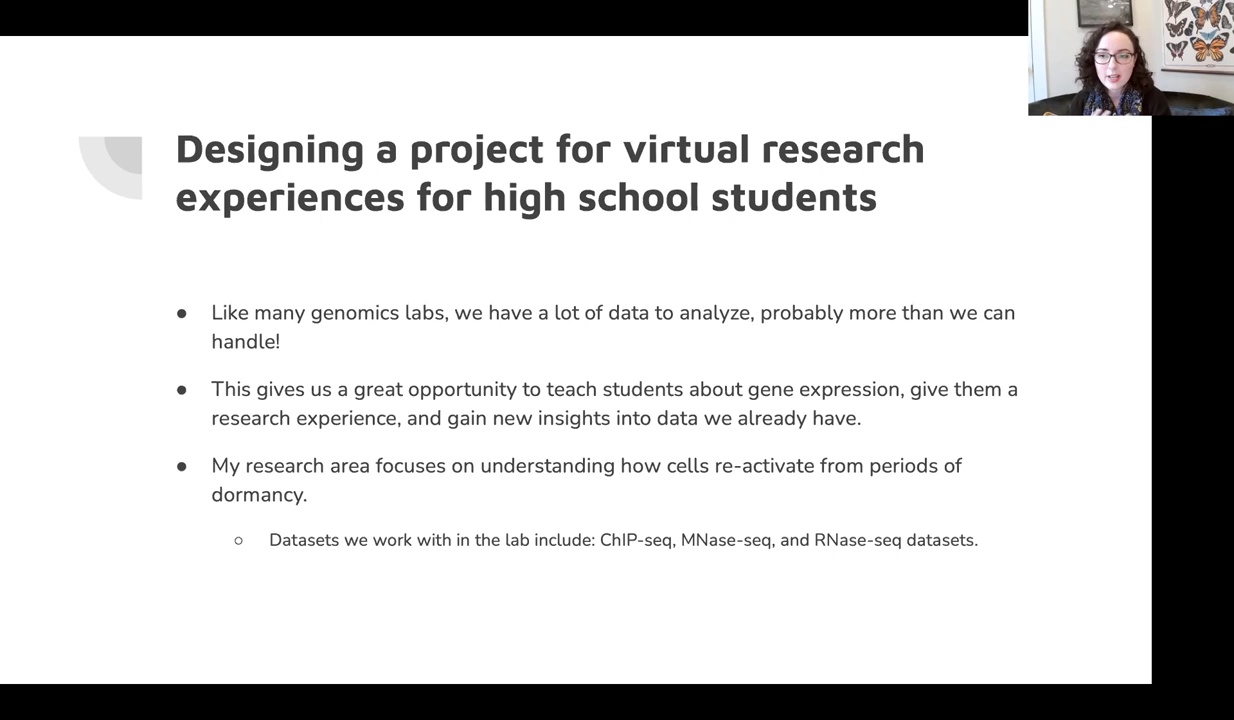 Designing a project for virtual research
experiences for high school students
● Like many genomics labs, we have a lot of data to analyze, probably more than we can
handle!
● This gives us a great opportunity to teach students about gene expression, give them a
research experience, and gain new insights into data we already have.
● My research area focuses on understanding how cells re-activate from periods of
dormancy.
○ Datasets we work with in the lab include: ChIP-seq, MNase-seq, and RNase-seq datasets.